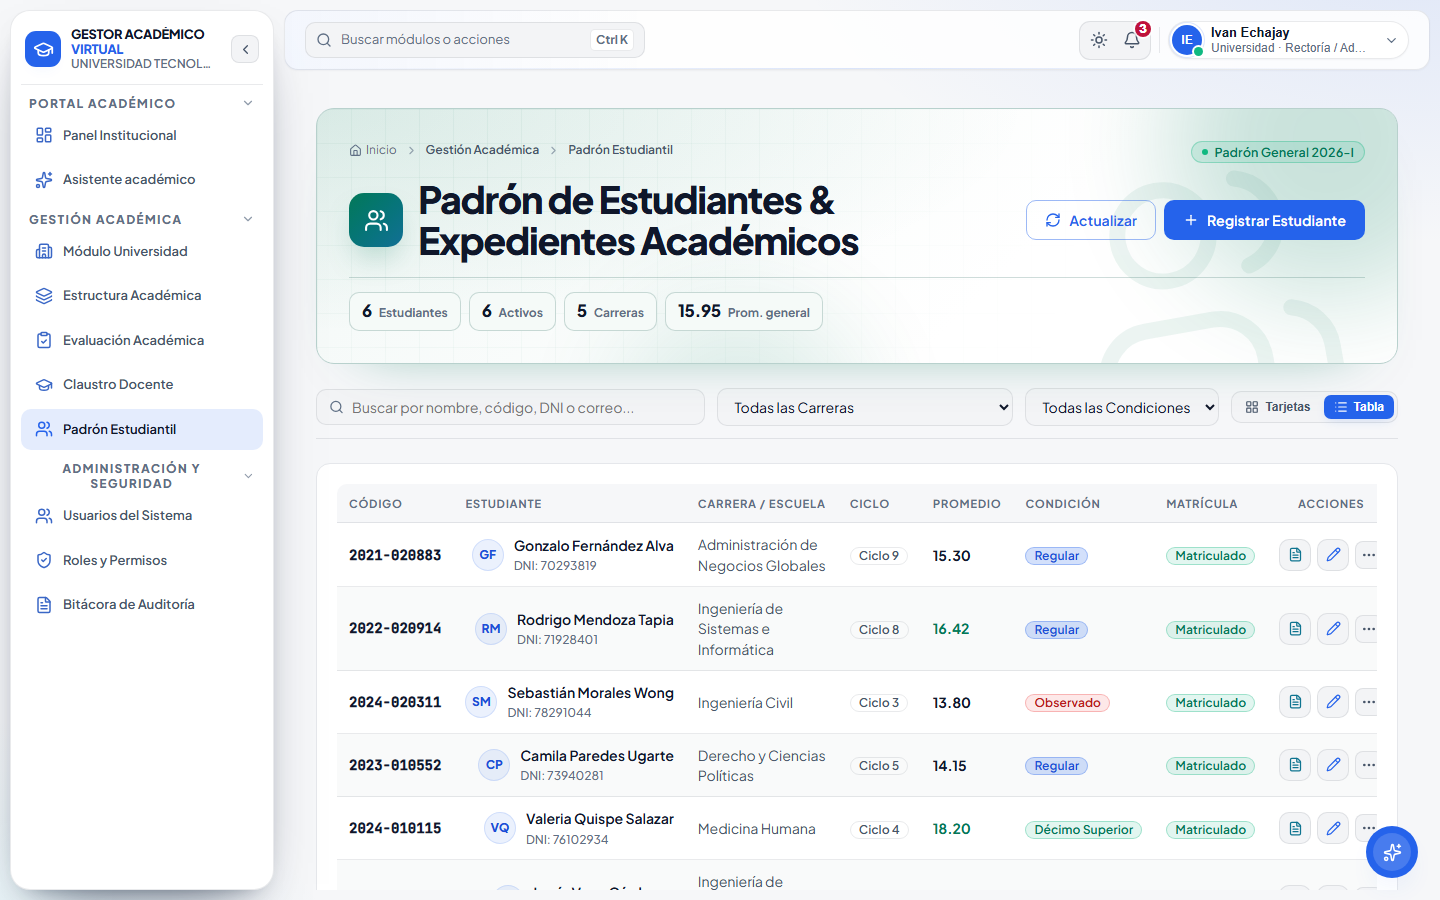 GESTOR ACADÉMICO
VIRTUAL
UNIVERSIDAD TECNOL...
PORTAL ACADÉMICO
Panel Institucional
Asistente académico
GESTIÓN ACADÉMICA
Módulo Universidad
Estructura Académica
Evaluación Académica
Claustro Docente
Padrón Estudiantil
ADMINISTRACIÓN Y
SEGURIDAD
Usuarios del Sistema
Roles y Permisos
Bitácora de Auditoría
Buscar módulos o acciones
Ctrl K
3
IE
Ivan Echajay
Universidad · Rectoría / Ad...
Inicio > Gestión Académica > Padrón Estudiantil
Padrón General 2026-I
Padrón de Estudiantes &
Expedientes Académicos
Actualizar
Registrar Estudiante
6 Estudiantes
6 Activos
5 Carreras
15.95 Prom. general
Buscar por nombre, código, DNI o correo...
Todas las Carreras
Todas las Condiciones
Tarjetas
Tabla
CÓDIGO ESTUDIANTE CARRERA / ESCUELA CICLO PROMEDIO CONDICIÓN MATRÍCULA ACCIONES
2021-020883
GF
Gonzalo Fernández Alva
DNI: 70293819
Administración de
Negocios Globales
Ciclo 9
15.30
Regular
Matriculado
2022-020914
RM
Rodrigo Mendoza Tapia
DNI: 71928401
Ingeniería de
Sistemas e
Informática
Ciclo 8
16.42
Regular
Matriculado
2024-020311
SM
Sebastián Morales Wong
DNI: 78291044
Ingeniería Civil
Ciclo 3
13.80
Observado
Matriculado
2023-010552
CP
Camila Paredes Ugarte
DNI: 73940281
Derecho y Ciencias
Políticas
Ciclo 5
14.15
Regular
Matriculado
2024-010115
VQ
Valeria Quispe Salazar
DNI: 76102934
Medicina Humana
Ciclo 4
18.20
Décimo Superior
Matriculado
Ingeniería de